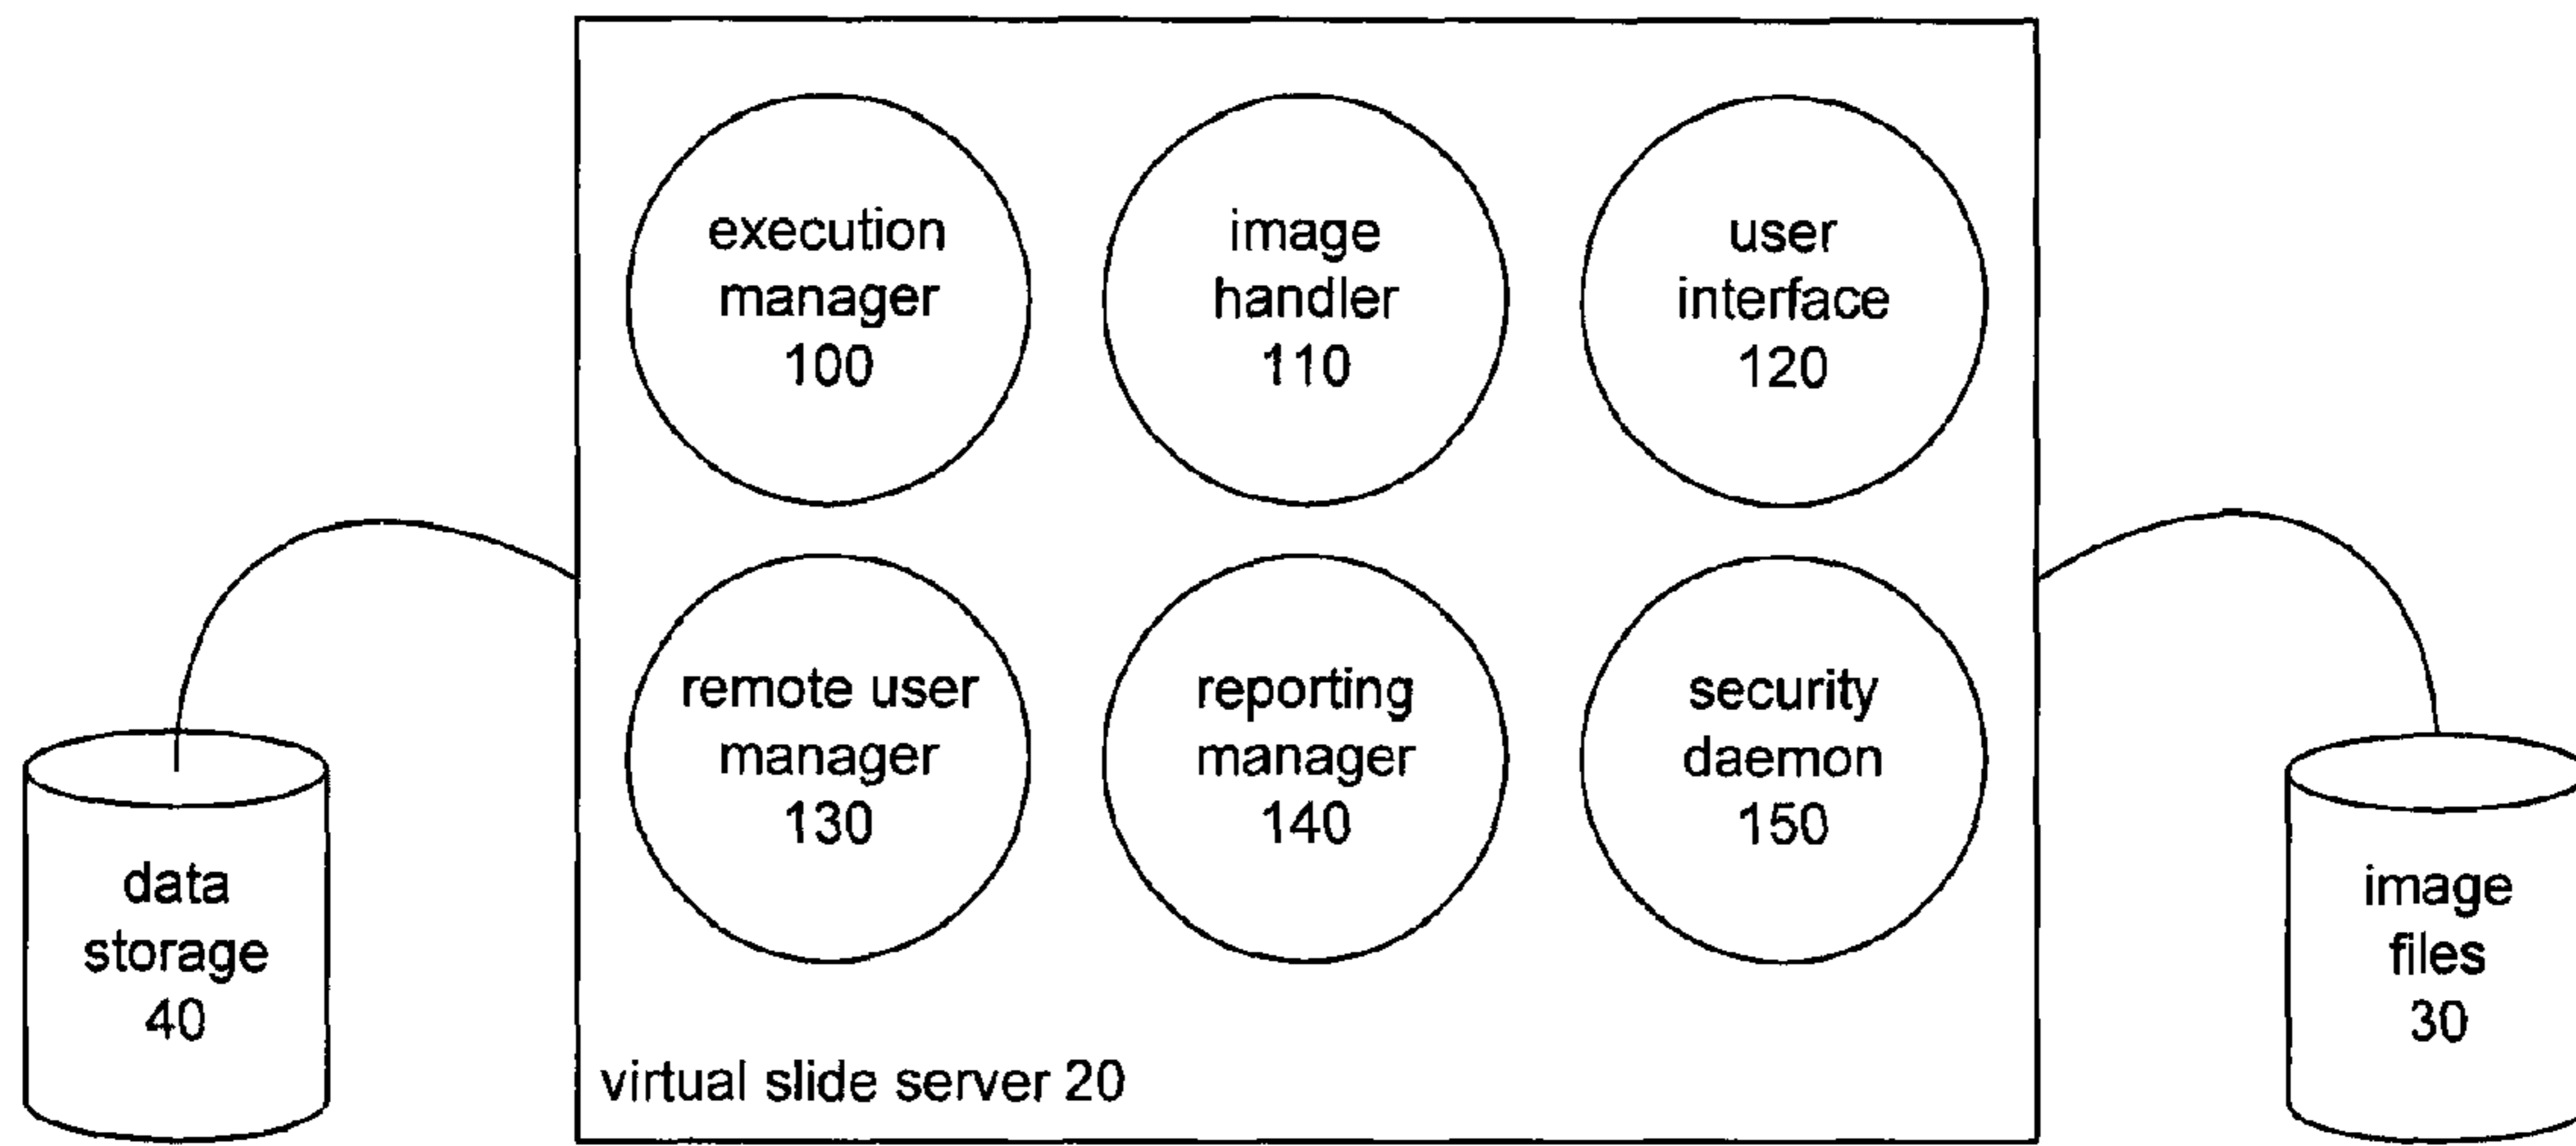 execution
manager
100
image
handler
110
user
interface
120
remote user
manager
130
reporting
manager
140
security
daemon
150
data
storage
40
image
files
30
virtual slide server 20